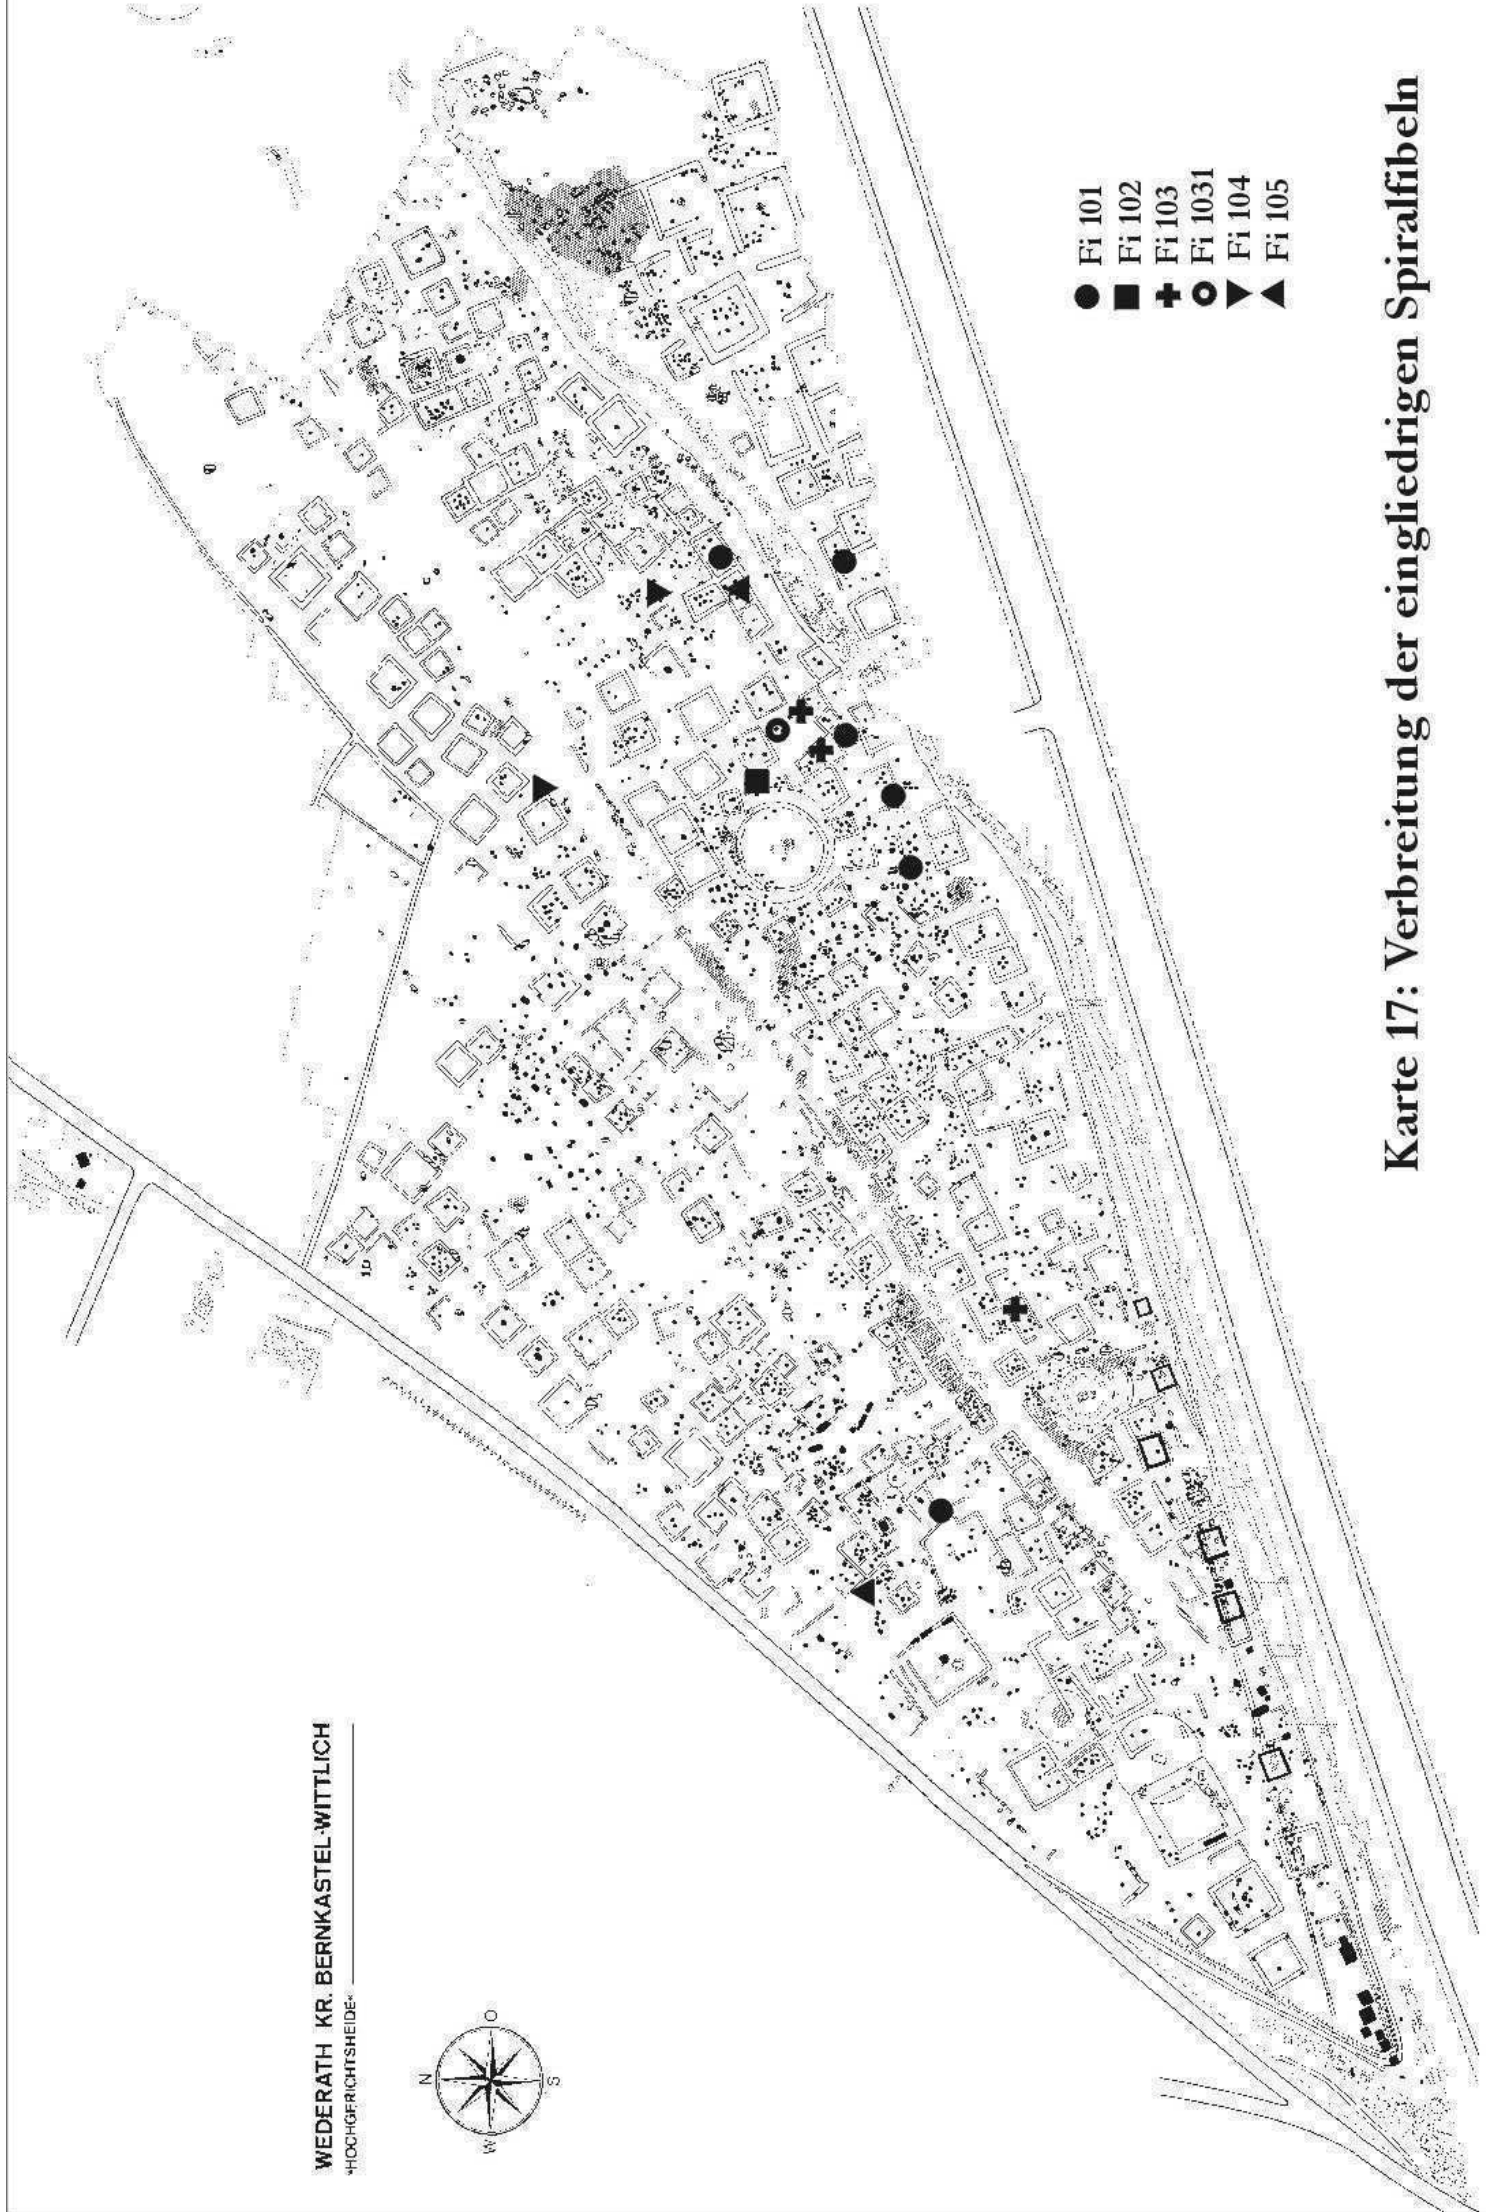 WEDERATH KR. BERNKASTEL-WITTLICH
"HOCHGERICHTSHEIDE"
N
O
S
W
10
Fi 101
Fi 102
Fi 103
Fi 1031
Fi 104
Fi 105
Karte 17: Verbreitung der eingliedrigen Spiralfibeln